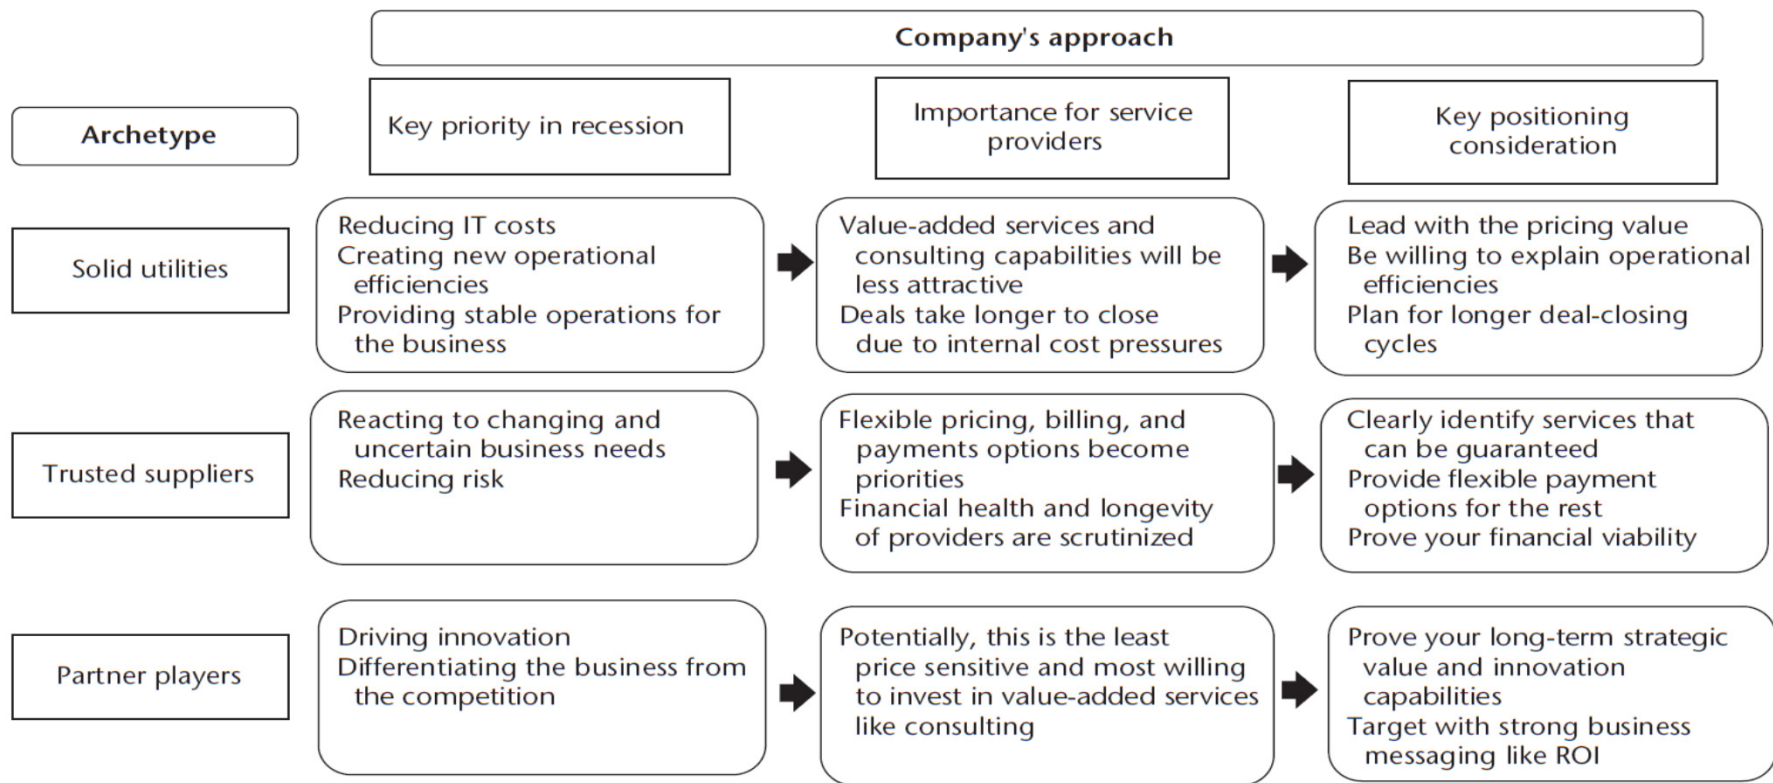 Company's approach
Archetype
Key priority in recession
Importance for service
providers
Key positioning
consideration
Solid utilities
Reducing IT costs
Creating new operational
efficiencies
Providing stable operations for
the business
Value-added services and
consulting capabilities will be
less attractive
Deals take longer to close
due to internal cost pressures
Lead with the pricing value
Be willing to explain operational
efficiencies
Plan for longer deal-closing
cycles
Trusted suppliers
Reacting to changing and
uncertain business needs
Reducing risk
Flexible pricing, billing, and
payments options become
priorities
Financial health and longevity
of providers are scrutinized
Clearly identify services that
can be guaranteed
Provide flexible payment
options for the rest
Prove your financial viability
Partner players
Driving innovation
Differentiating the business from
the competition
Potentially, this is the least
price sensitive and most willing
to invest in value-added services
like consulting
Prove your long-term strategic
value and innovation
capabilities
Target with strong business
messaging like ROI